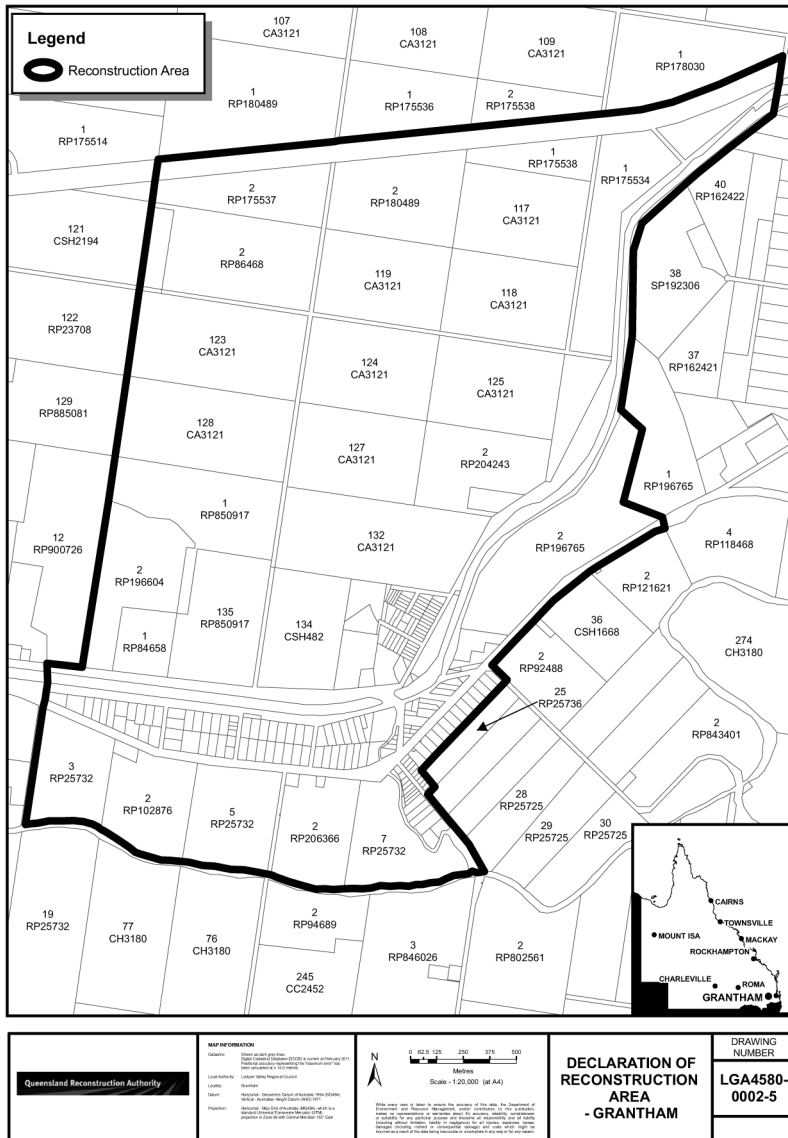 Legend
Reconstruction Area
107
CA3121
108
CA3121
109
CA3121
1
RP178030
1
RP180489
1
RP175536
2
RP175538
1
RP175514
1
RP175538
1
RP175534
40
RP162422
2
RP175537
2
RP180489
117
CA3121
121
CSH2194
2
RP86468
119
CA3121
118
CA3121
38
SP192306
122
RP23708
123
CA3121
124
CA3121
125
CA3121
37
RP162421
129
RP885081
128
CA3121
127
CA3121
2
RP204243
1
RP196765
12
RP900726
1
RP850917
132
CA3121
2
RP196765
4
RP118468
2
RP196604
135
RP850917
134
CSH482
2
RP121621
36
CSH1668
274
CH3180
1
RP84658
2
RP92488
25
RP25736
2
RP843401
3
RP25732
2
RP102876
5
RP25732
2
RP206366
7
RP25732
28
RP25725
29
RP25725
30
RP25725
19
RP25732
77
CH3180
76
CH3180
2
RP94689
245
CC2452
3
RP846026
2
RP802561
CAIRNS
TOWNSVILLE
MOUNT ISA
MACKAY
ROCKHAMPTON
CHARLEVILLE
ROMA
GRANTHAM
Queensland Reconstruction Authority
MAP INFORMATION
Local Authority: Lockyer Valley Regional Council
Locality: Grantham
N
0 62.5 125 250 375 500
Metres
Scale - 1:20,000 (at A4)
DECLARATION OF
RECONSTRUCTION
AREA
- GRANTHAM
DRAWING
NUMBER
LGA4580-
0002-5